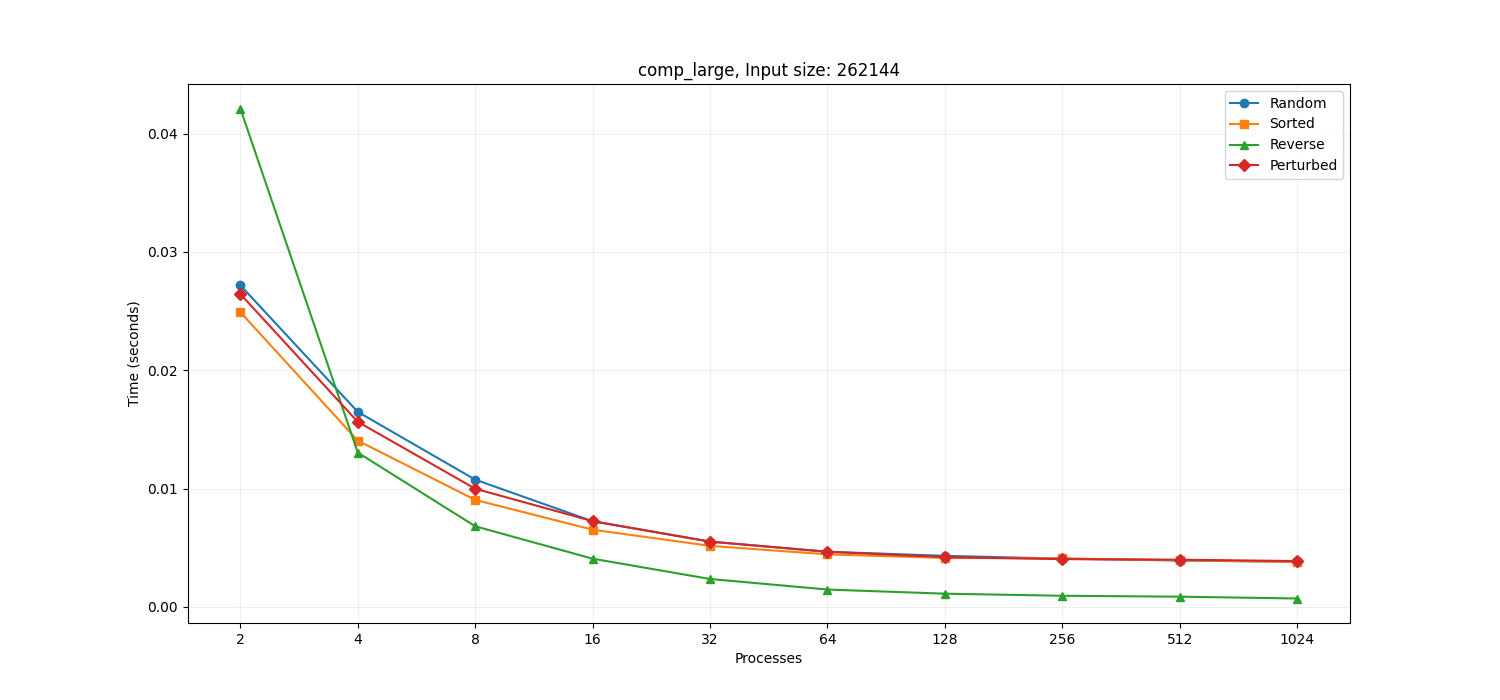 comp_large, Input size: 262144
Random
Sorted
Reverse
Perturbed
Time (seconds)
0.04
0.03
0.02
0.01
0.00
2 4 8 16 32 64 128 256 512 1024
Processes